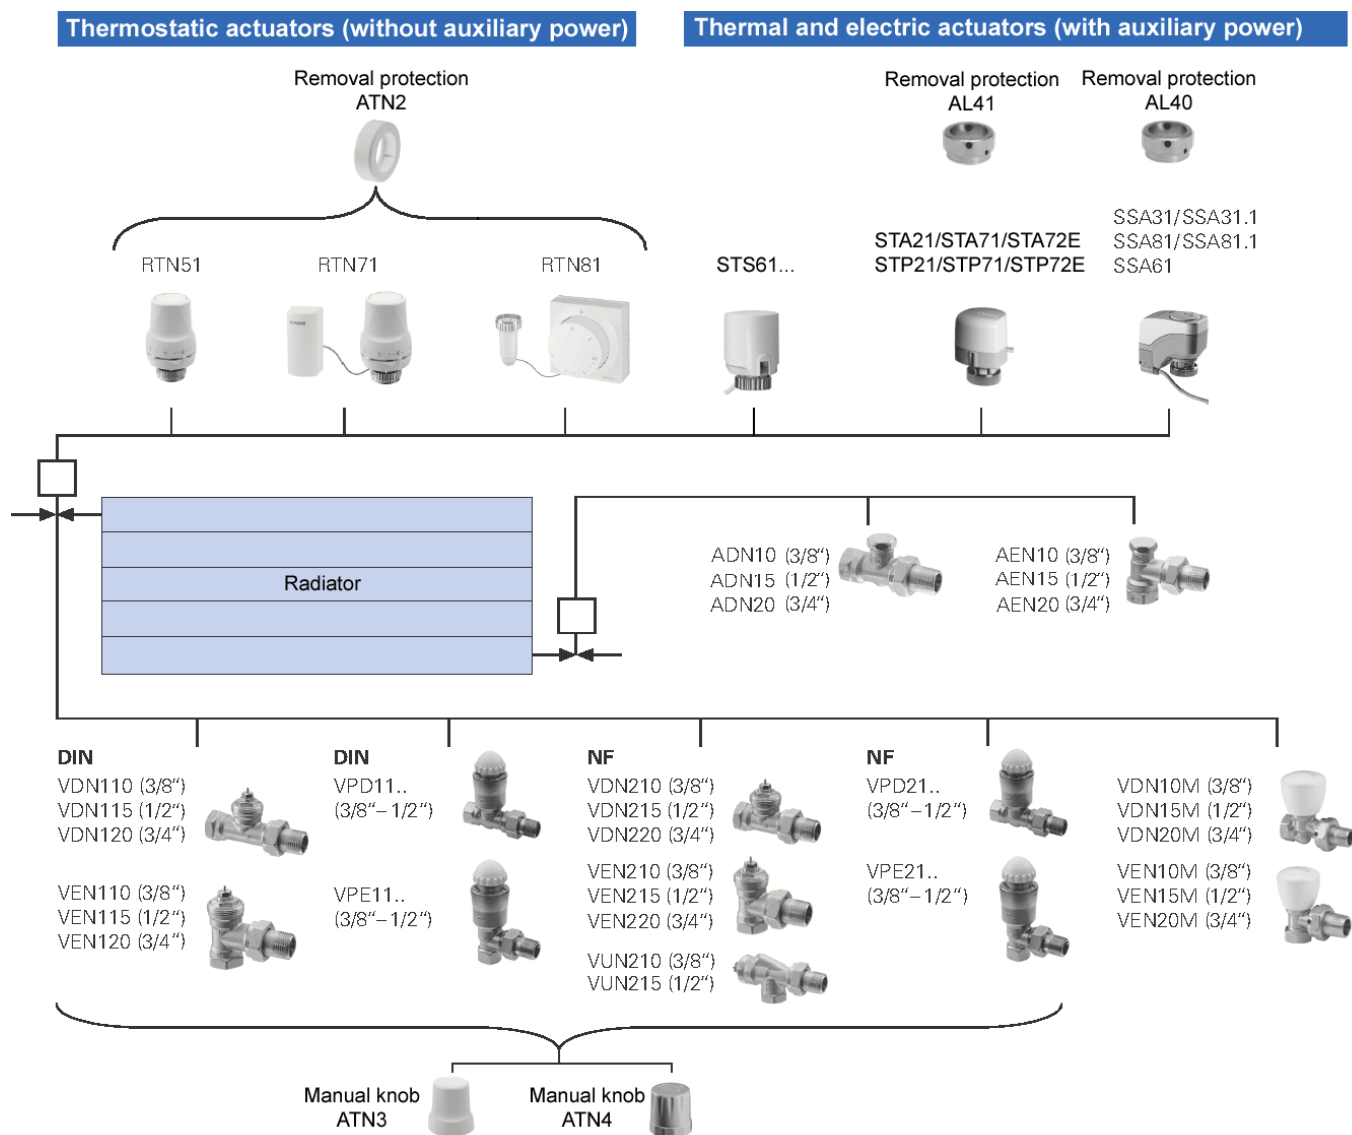 Thermostatic actuators (without auxiliary power)
Thermal and electric actuators (with auxiliary power)
Removal protection
ATN2
Removal protection
AL41
Removal protection
AL40
RTN51
RTN71
RTN81
STS61...
STA21/STA71/STA72E
STP21/STP71/STP72E
SSA31/SSA31.1
SSA81/SSA81.1
SSA61
Radiator
ADN10 (3/8“)
ADN15 (1/2“)
ADN20 (3/4“)
AEN10 (3/8“)
AEN15 (1/2“)
AEN20 (3/4“)
DIN
VDN110 (3/8“)
VDN115 (1/2“)
VDN120 (3/4“)
VEN110 (3/8“)
VEN115 (1/2“)
VEN120 (3/4“)
DIN
VPD11..
(3/8“–1/2“)
VPE11..
(3/8“–1/2“)
NF
VDN210 (3/8“)
VDN215 (1/2“)
VDN220 (3/4“)
VEN210 (3/8“)
VEN215 (1/2“)
VEN220 (3/4“)
VUN210 (3/8“)
VUN215 (1/2“)
NF
VPD21..
(3/8“–1/2“)
VPE21..
(3/8“–1/2“)
VDN10M (3/8“)
VDN15M (1/2“)
VDN20M (3/4“)
VEN10M (3/8“)
VEN15M (1/2“)
VEN20M (3/4“)
Manual knob
ATN3
Manual knob
ATN4